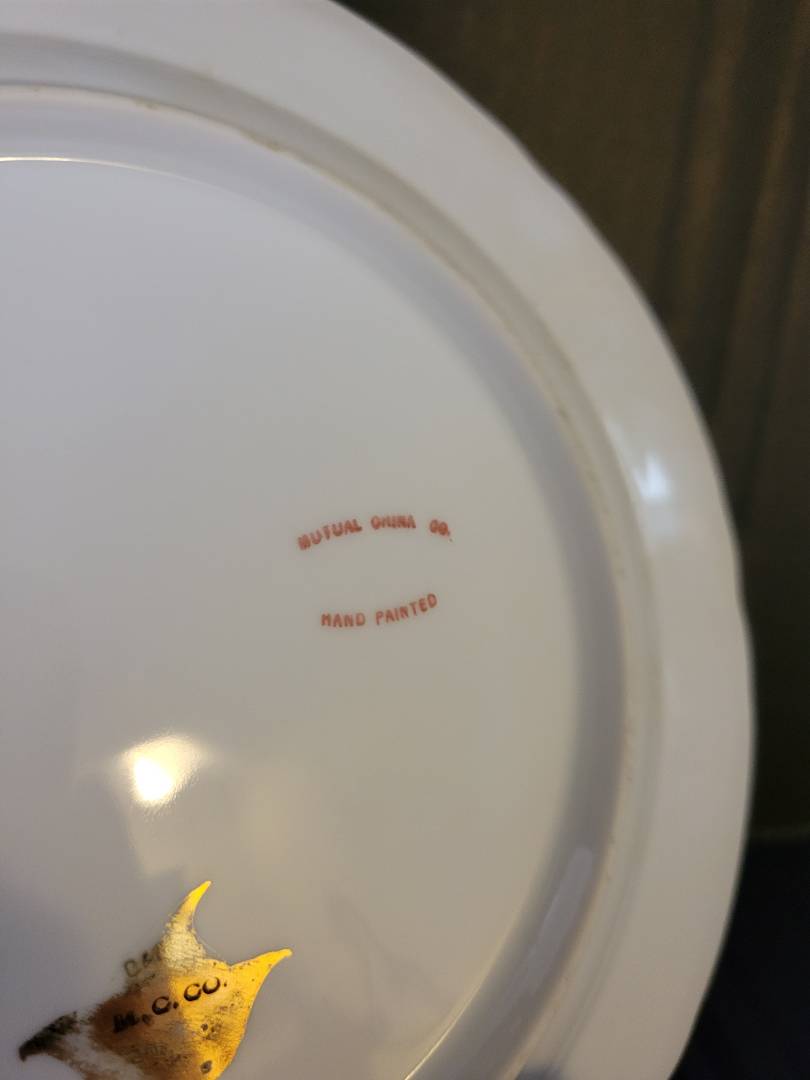 MUTUAL CHINA CO.
HAND PAINTED
M. C. CO.